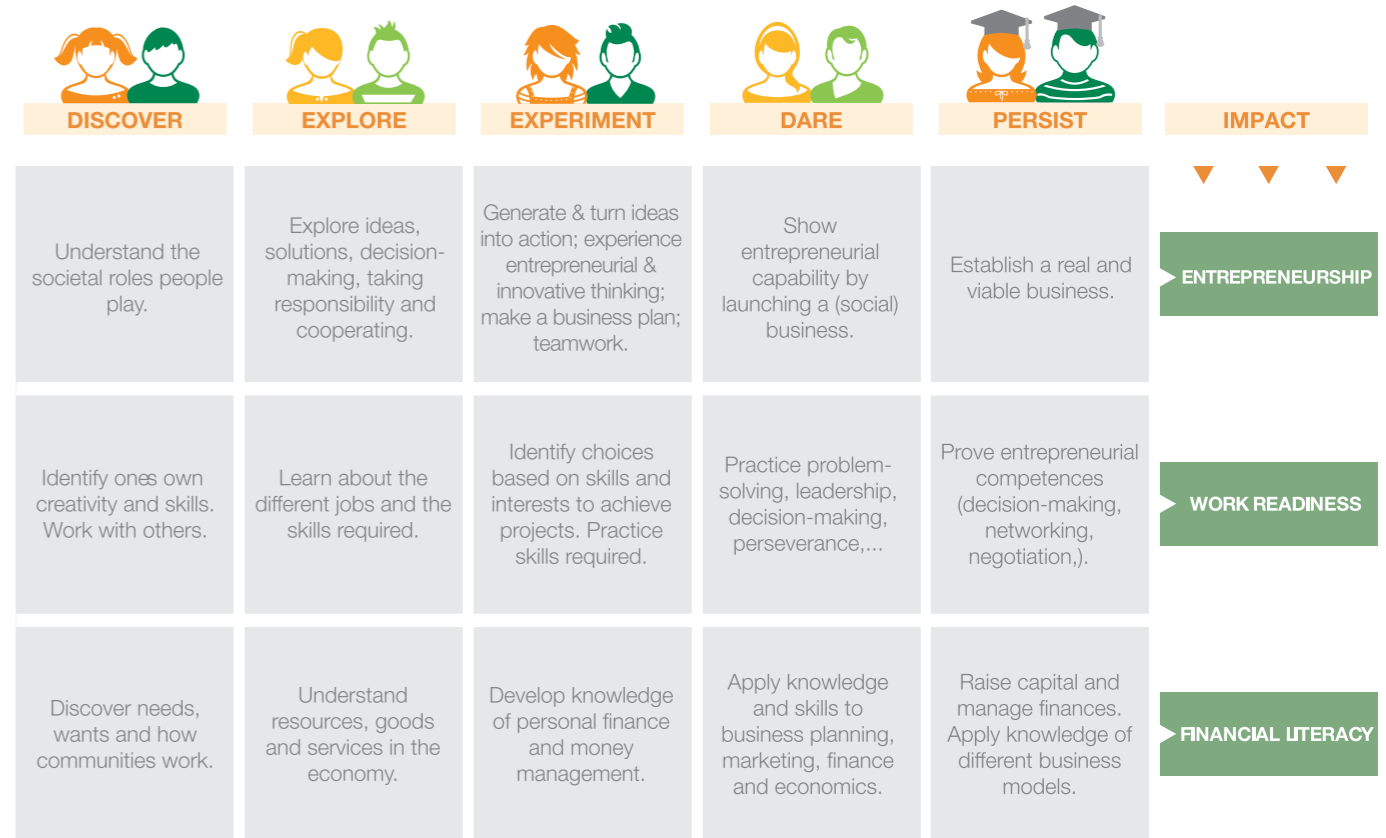 DISCOVER
EXPLORE
EXPERIMENT
DARE
PERSIST
IMPACT
Understand the
societal roles people
play.
Explore ideas,
solutions, decision-
making, taking
responsibility and
cooperating.
Generate & turn ideas
into action; experience
entrepreneurial &
innovative thinking;
make a business plan;
teamwork.
Show
entrepreneurial
capability by
launching a (social)
business.
Establish a real and
viable business.
ENTREPRENEURSHIP
Identify ones own
creativity and skills.
Work with others.
Learn about the
different jobs and the
skills required.
Identify choices
based on skills and
interests to achieve
projects. Practice
skills required.
Practice problem-
solving, leadership,
decision-making,
perseverance,...
Prove entrepreneurial
competences
(decision-making,
networking,
negotiation,).
WORK READINESS
Discover needs,
wants and how
communities work.
Understand
resources, goods
and services in the
economy.
Develop knowledge
of personal finance
and money
management.
Apply knowledge
and skills to
business planning,
marketing, finance
and economics.
Raise capital and
manage finances.
Apply knowledge of
different business
models.
FINANCIAL LITERACY